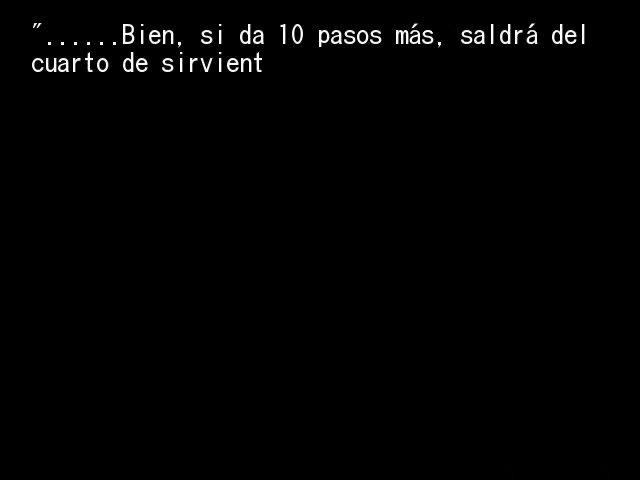 "......Bien, si da 10 pasos más, saldrá del
cuarto de sirvient